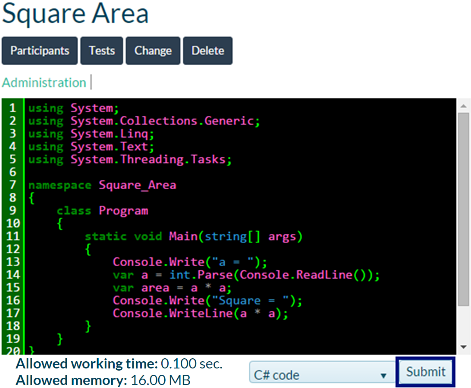 Square Area
Participants Tests Change Delete
Administration
1 using System;
2 using System.Collections.Generic;
3 using System.Linq;
4 using System.Text;
5 using System.Threading.Tasks;
6
7 namespace Square_Area
8 {
9     class Program
10     {
11         static void Main(string[] args)
12         {
13             Console.Write("a = ");
14             var a = int.Parse(Console.ReadLine());
15             var area = a * a;
16             Console.Write("Square = ");
17             Console.WriteLine(a * a);
18         }
19     }
20 }
Allowed working time: 0.100 sec.
Allowed memory: 16.00 MB
C# code Submit